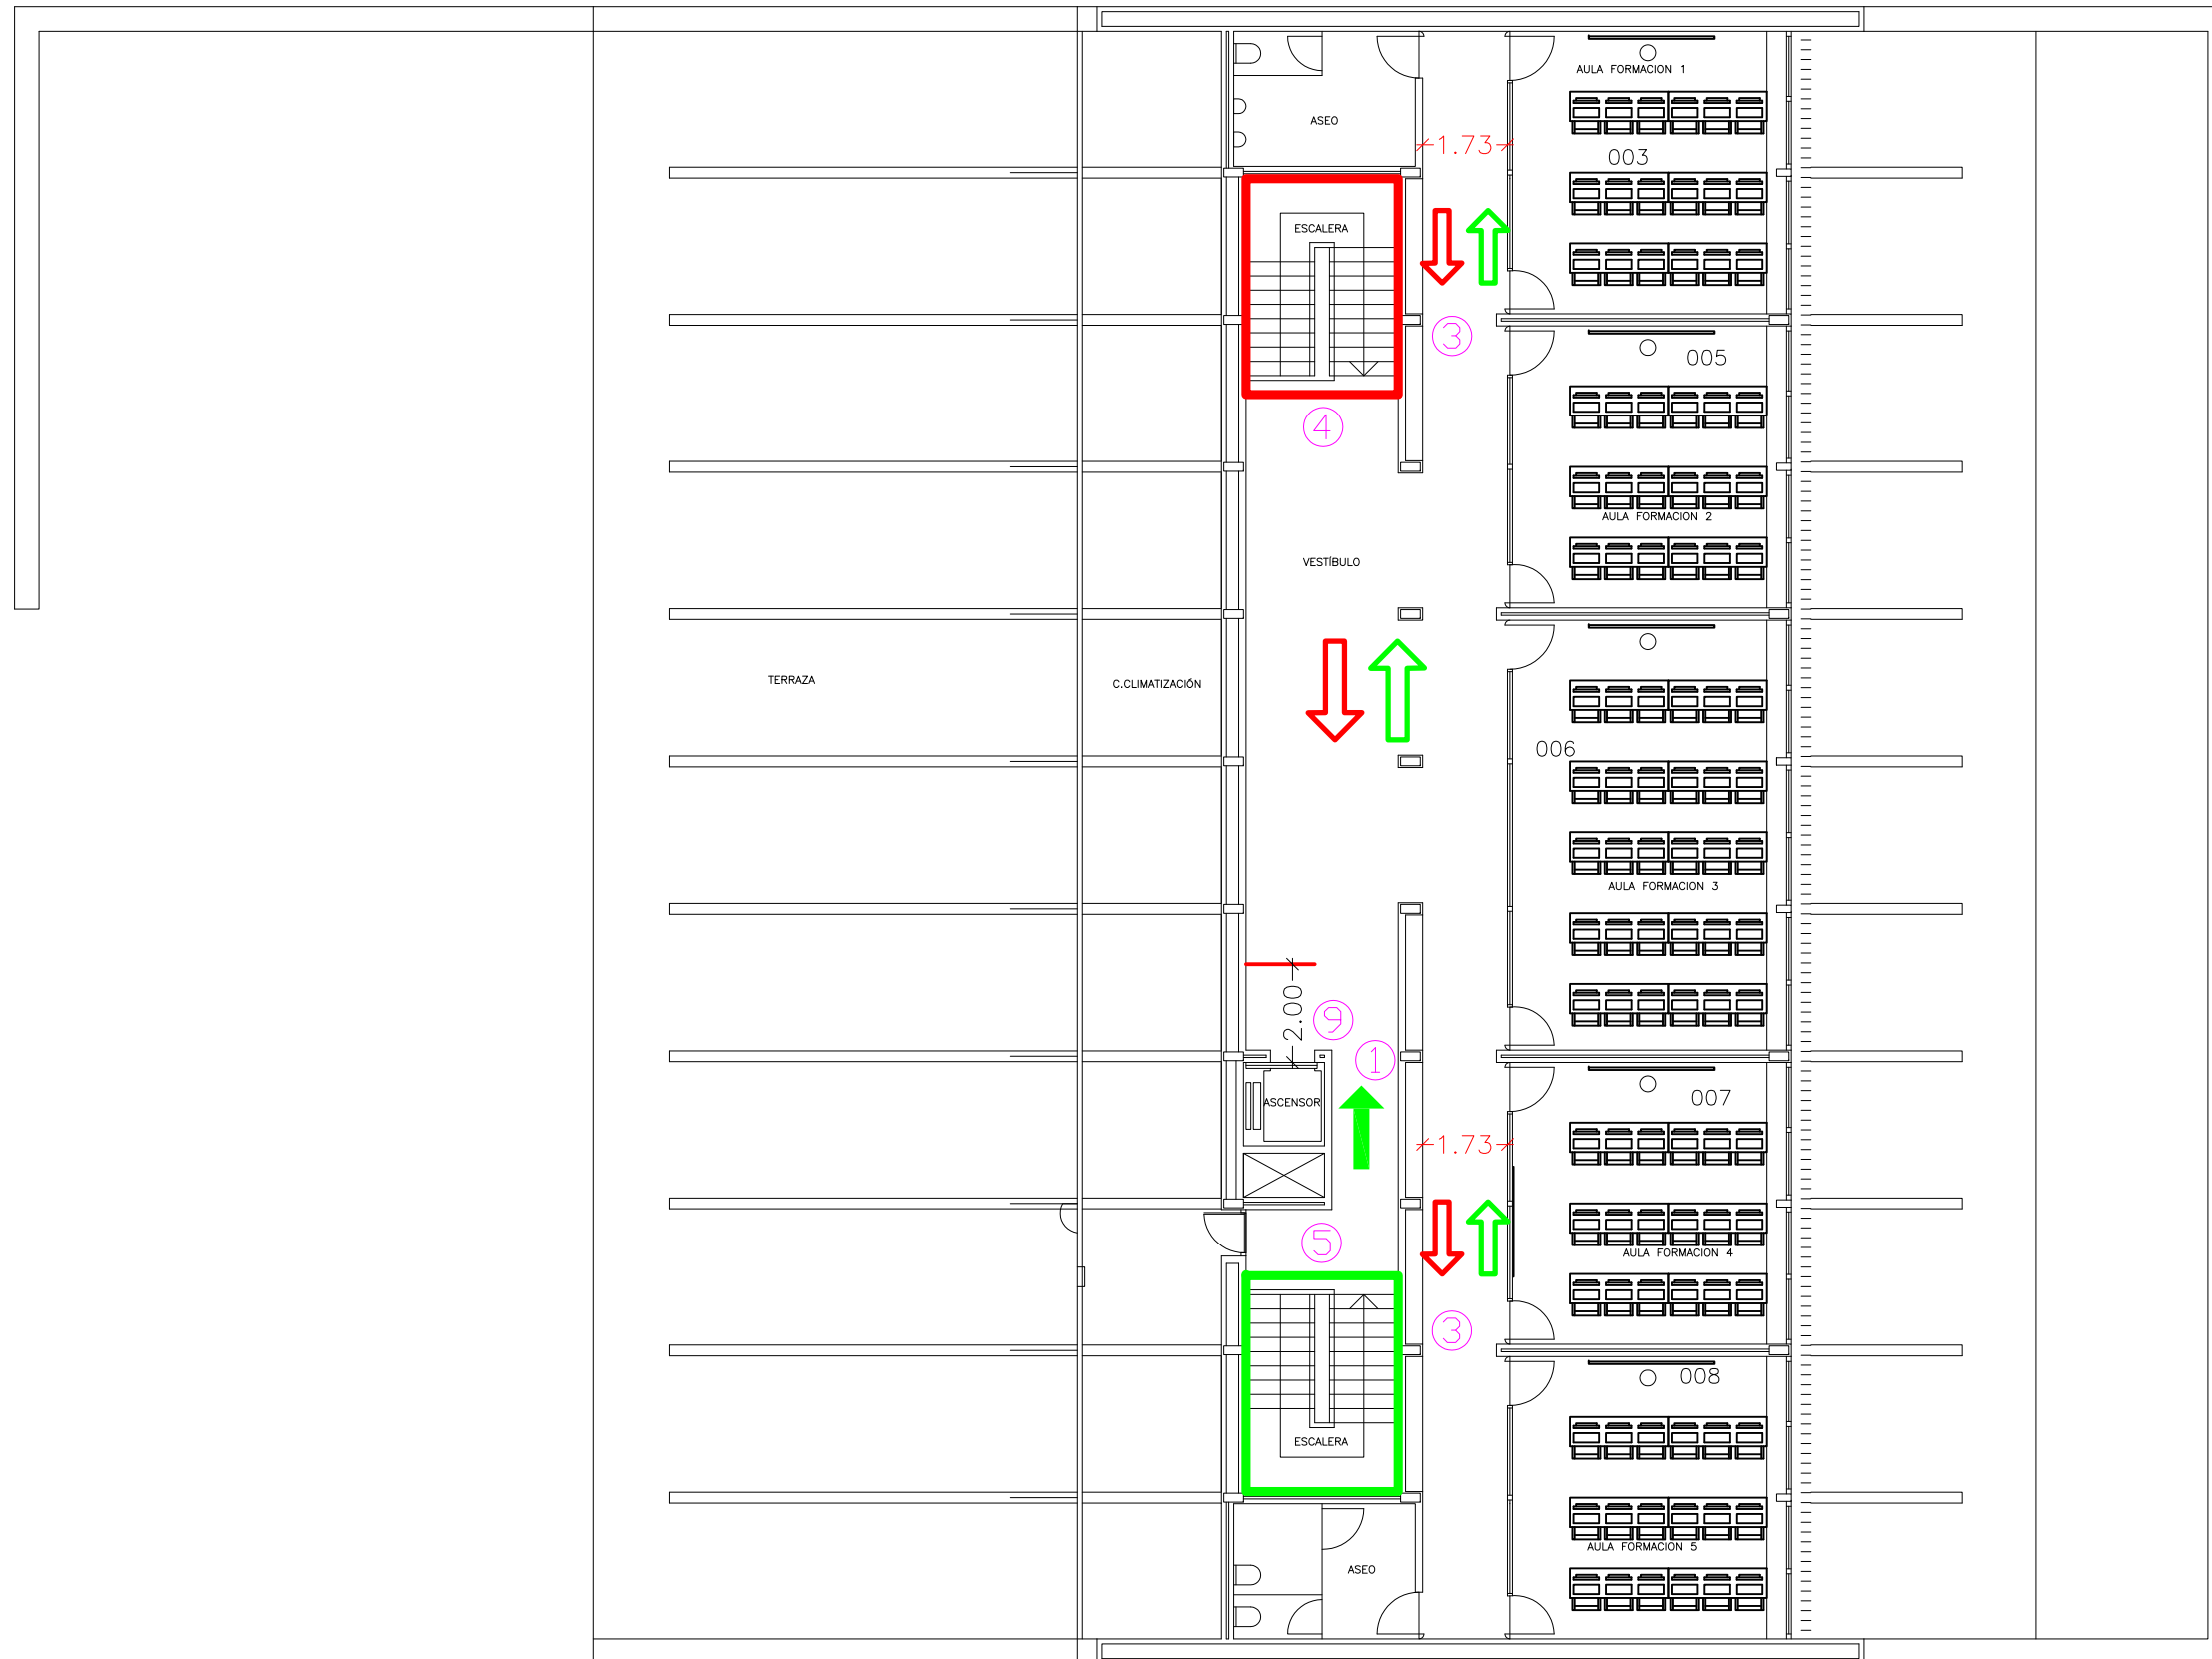 AULA FORMACION 1
ASEO
1.73
003
ESCALERA
3
005
4
AULA FORMACION 2
VESTÍBULO
TERRAZA
C.CLIMATIZACIÓN
006
AULA FORMACION 3
2.00
9
1
007
ASCENSOR
1.73
5
AULA FORMACION 4
3
008
ESCALERA
AULA FORMACION 5
ASEO